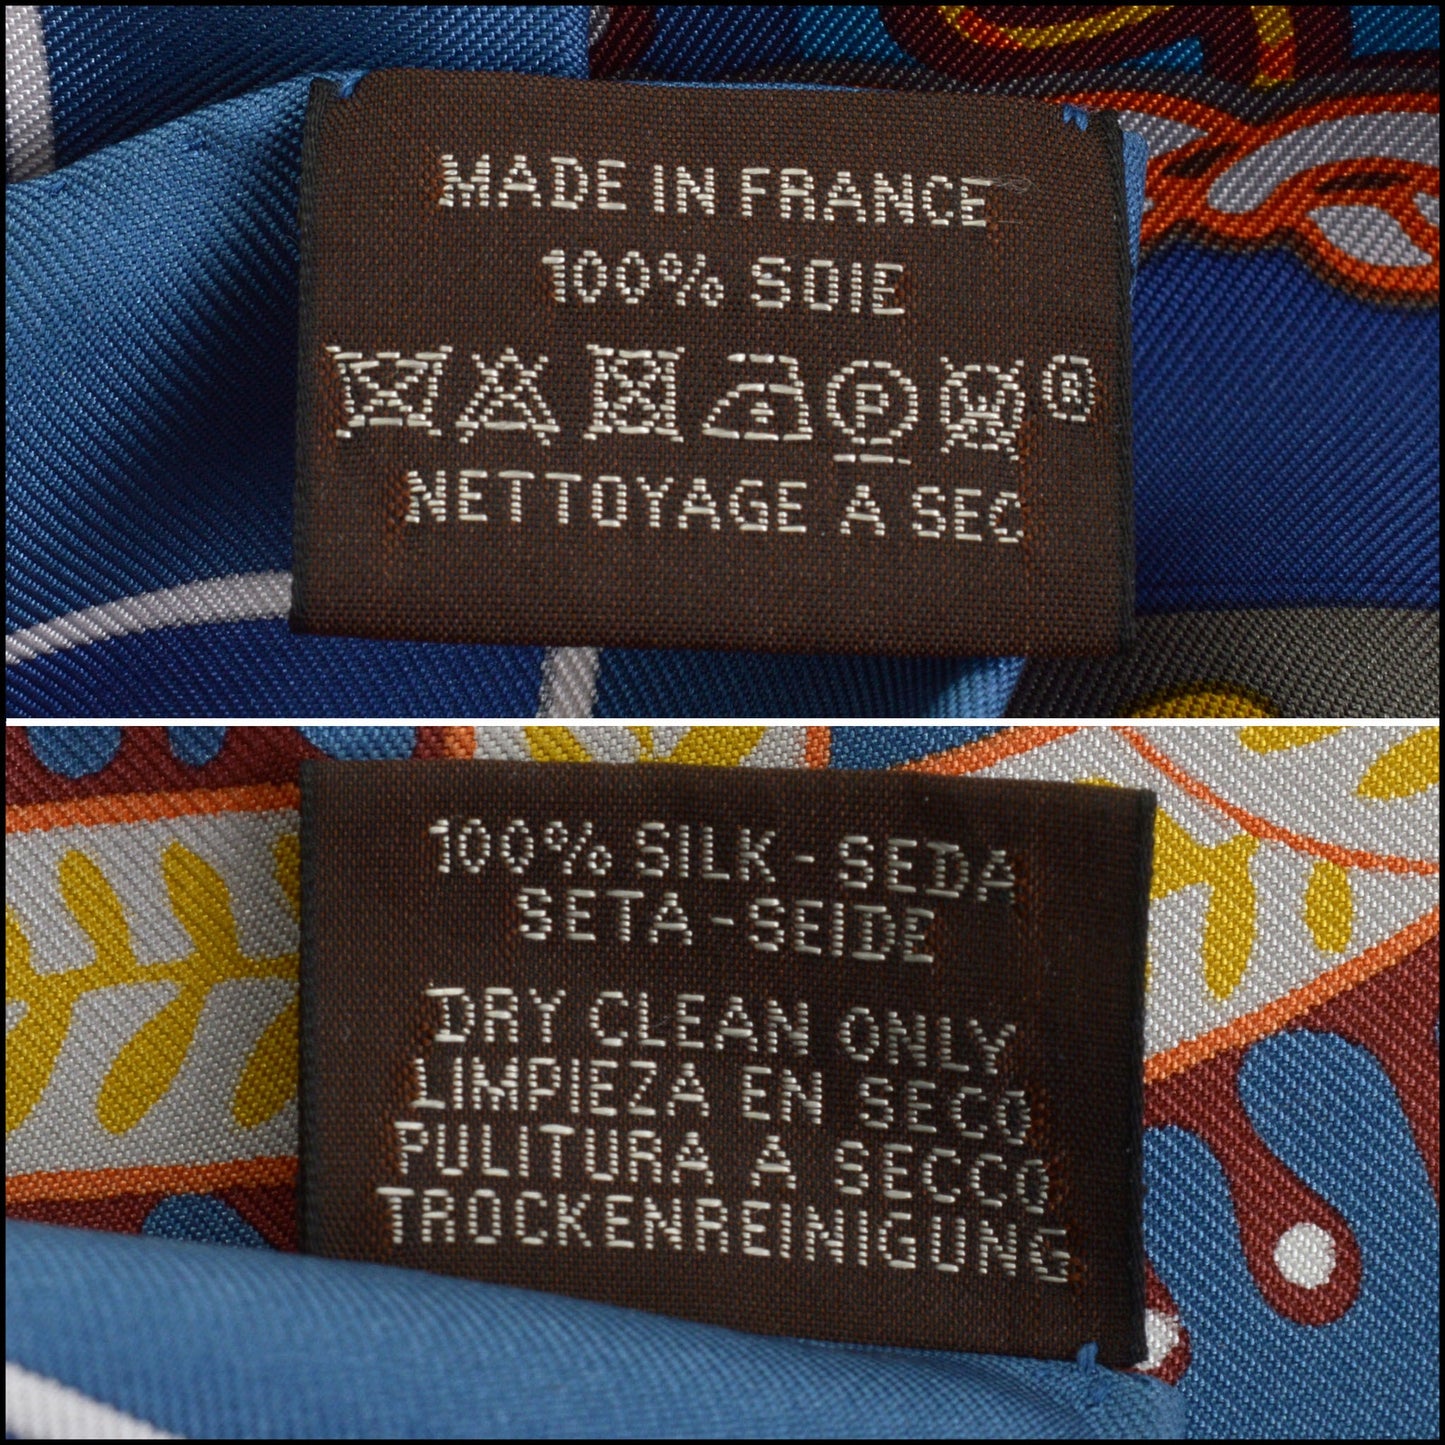 MADE IN FRANCE
100% SOIE
P W ®
NETTOYAGE A SEC
100% SILK - SEDA
SETA - SEIDE
DRY CLEAN ONLY
LIMPIEZA EN SECO
PULITURA A SECCO
TROCKENREINIGUNG